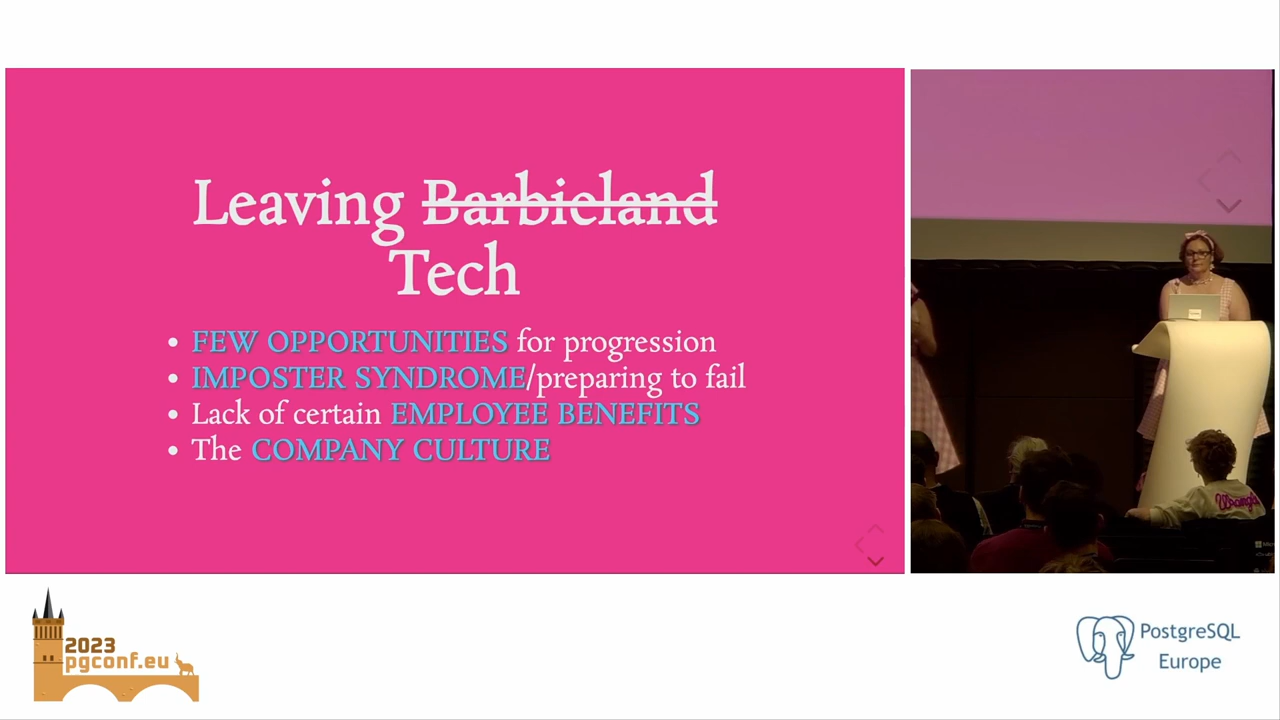 Leaving Barbieland
Tech
• FEW OPPORTUNITIES for progression
• IMPOSTER SYNDROME/preparing to fail
• Lack of certain EMPLOYEE BENEFITS
• The COMPANY CULTURE
2023
pgconf.eu
PostgreSQL
Europe